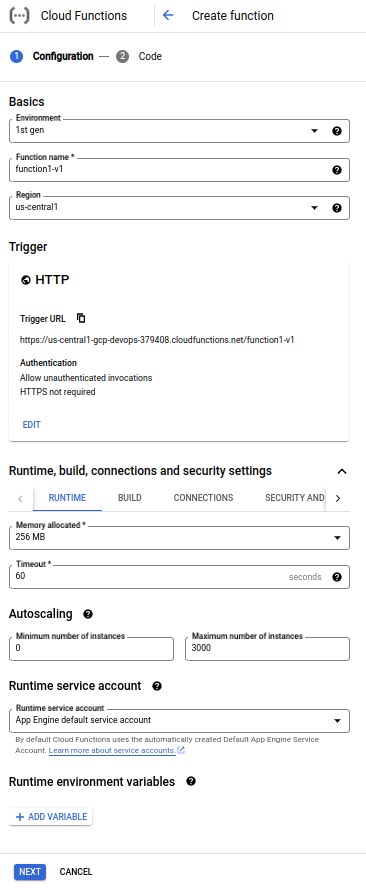 Cloud Functions
Create function
1 Configuration — 2 Code
Basics
Environment
1st gen
Function name *
function1-v1
Region
us-central1
Trigger
HTTP
Trigger URL
https://us-central1-gcp-devops-379408.cloudfunctions.net/function1-v1
Authentication
Allow unauthenticated invocations
HTTPS not required
EDIT
Runtime, build, connections and security settings
RUNTIME BUILD CONNECTIONS SECURITY AND
Memory allocated *
256 MB
Timeout *
60 seconds
Autoscaling
Minimum number of instances
0
Maximum number of instances
3000
Runtime service account
Runtime service account
App Engine default service account
By default Cloud Functions uses the automatically created Default App Engine Service
Account. Learn more about service accounts.
Runtime environment variables
+ ADD VARIABLE
NEXT CANCEL